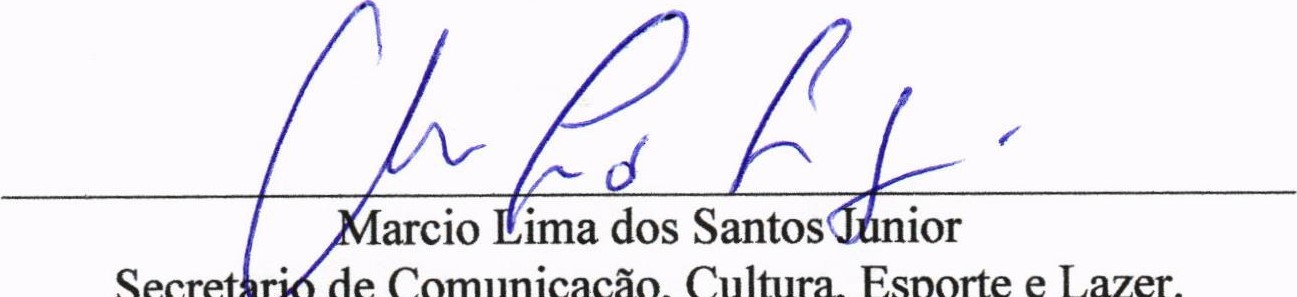 Marcio Lima dos Santos Junior
Secretario de Comunicação, Cultura, Esporte e Lazer.